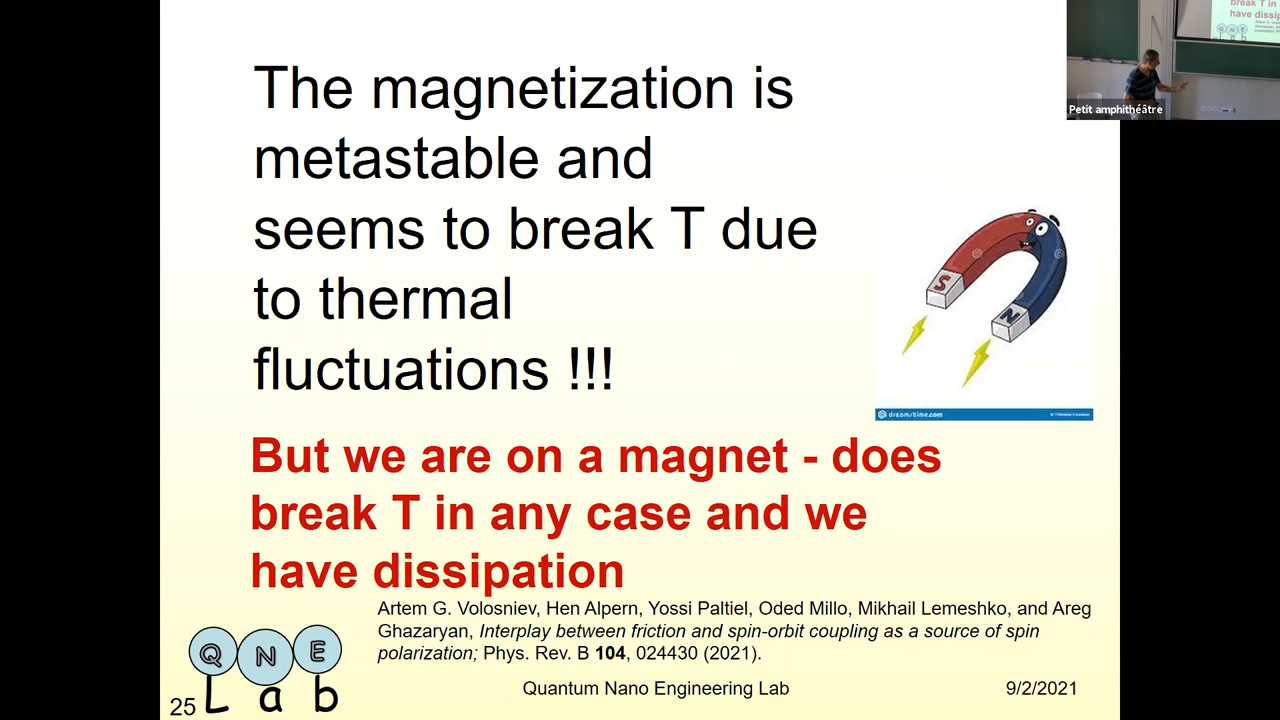 The magnetization is
metastable and
seems to break T due
to thermal
fluctuations !!!
S
N
dreamstime.com
But we are on a magnet - does
break T in any case and we
have dissipation
Artem G. Volosniev, Hen Alpern, Yossi Paltiel, Oded Millo, Mikhail Lemeshko, and Areg
Ghazaryan, Interplay between friction and spin-orbit coupling as a source of spin
polarization; Phys. Rev. B 104, 024430 (2021).
Q N E
Lab
25
Quantum Nano Engineering Lab
9/2/2021
break T in
have dissip
Petit amphithéâtre